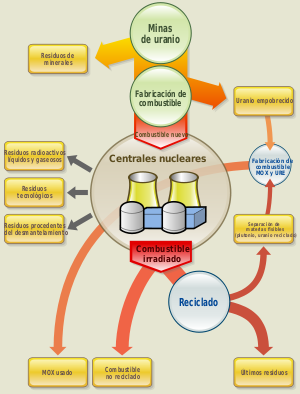 Minas
de uranio
Residuos de
minerales
Fabricación de
combustible
Uranio empobrecido
Combustible nuevo
Centrales nucleares
Residuos radioactivos
líquidos y gaseosos
Fabricación de
combustible
MOX y URE
Residuos
tecnológicos
Residuos procedentes
del desmantelamiento
Separación de
materias fisibles
(plutonio, uranio reciclado)
Combustible
irradiado
Reciclado
MOX usado
Combustible
no reciclado
Últimos residuos